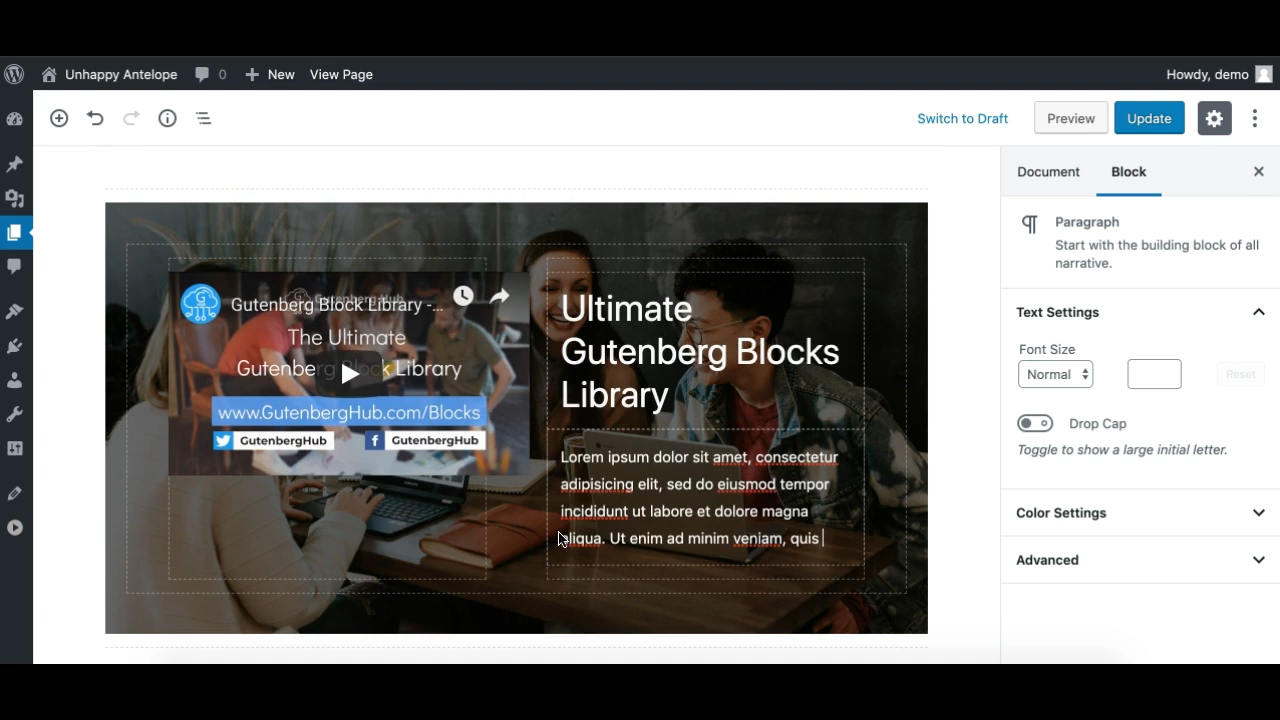 Unhappy Antelope
0
New
View Page
Howdy, demo
Switch to Draft
Preview
Update
Document
Block
Paragraph
Start with the building block of all
narrative.
Text Settings
Font Size
Normal
Reset
Drop Cap
Toggle to show a large initial letter.
Color Settings
Advanced
Gutenberg Block Library -...
Gutenberg Hub
The Ultimate
Gutenberg Block Library
www.GutenbergHub.com/Blocks
GutenbergHub
GutenbergHub
Ultimate
Gutenberg Blocks
Library
Lorem ipsum dolor sit amet, consectetur
adipisicing elit, sed do eiusmod tempor
incididunt ut labore et dolore magna
aliqua. Ut enim ad minim veniam, quis